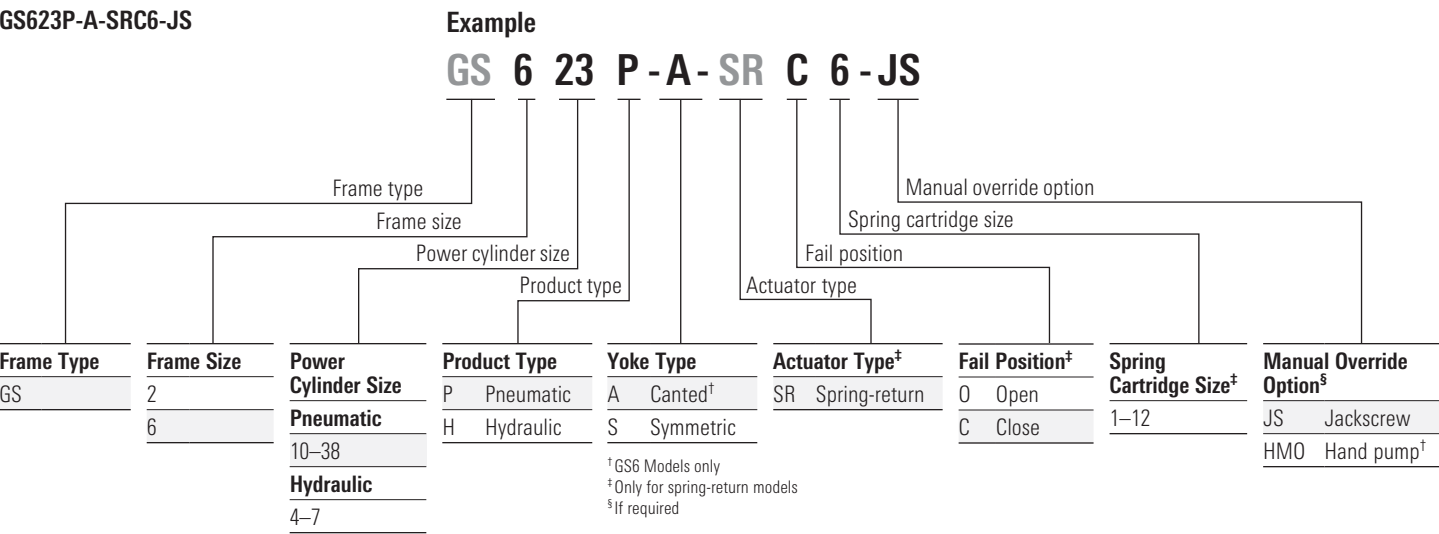 GS623P-A-SRC6-JS
Example
GS 6 23 P - A - SR C 6 - JS
Frame type
Manual override option
Frame size
Spring cartridge size
Power cylinder size
Fail position
Product type
Actuator type
Frame Type
GS
Frame Size
2
6
Power
Cylinder Size
Pneumatic
10–38
Hydraulic
4–7
Product Type
P Pneumatic
H Hydraulic
Yoke Type
A Canted†
S Symmetric
†GS6 Models only
‡Only for spring-return models
§If required
Actuator Type‡
SR Spring-return
Fail Position‡
O Open
C Close
Spring
Cartridge Size‡
1–12
Manual Override
Option§
JS Jackscrew
HMO Hand pump†